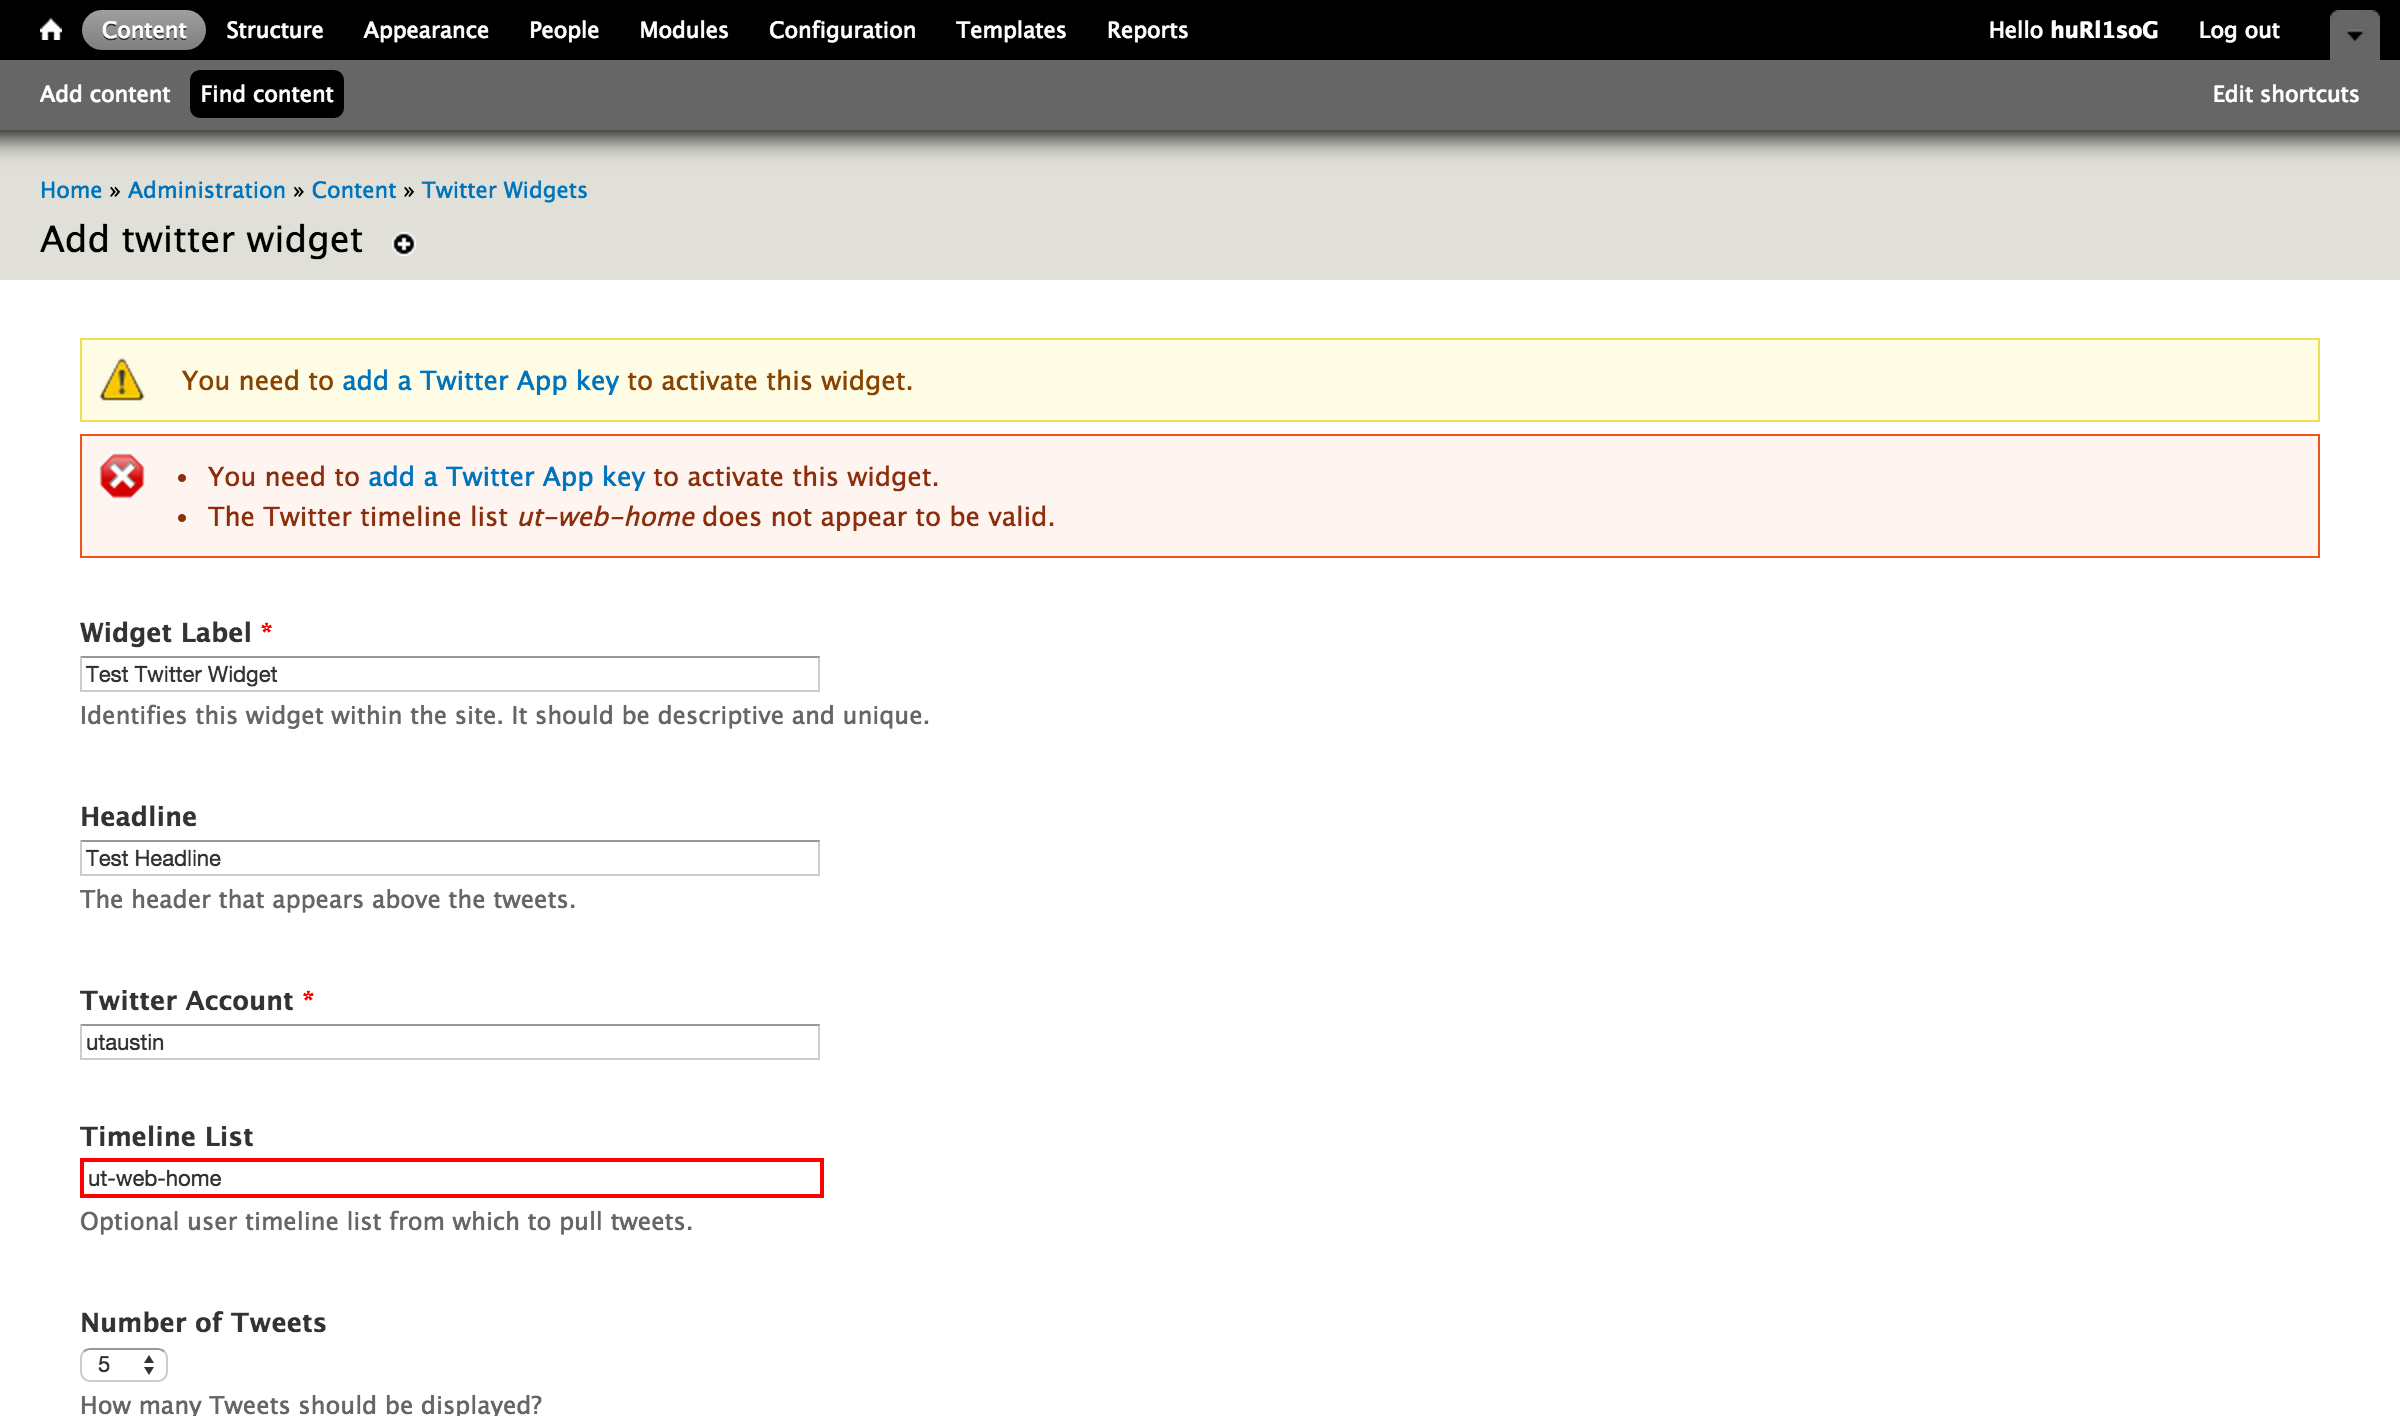 Content Structure Appearance People Modules Configuration Templates Reports Hello huRl1soG Log out
Add content Find content Edit shortcuts
Home » Administration » Content » Twitter Widgets
Add twitter widget
You need to add a Twitter App key to activate this widget.
• You need to add a Twitter App key to activate this widget.
• The Twitter timeline list ut-web-home does not appear to be valid.
Widget Label *
Test Twitter Widget
Identifies this widget within the site. It should be descriptive and unique.
Headline
Test Headline
The header that appears above the tweets.
Twitter Account *
utaustin
Timeline List
ut-web-home
Optional user timeline list from which to pull tweets.
Number of Tweets
5
How many Tweets should be displayed?